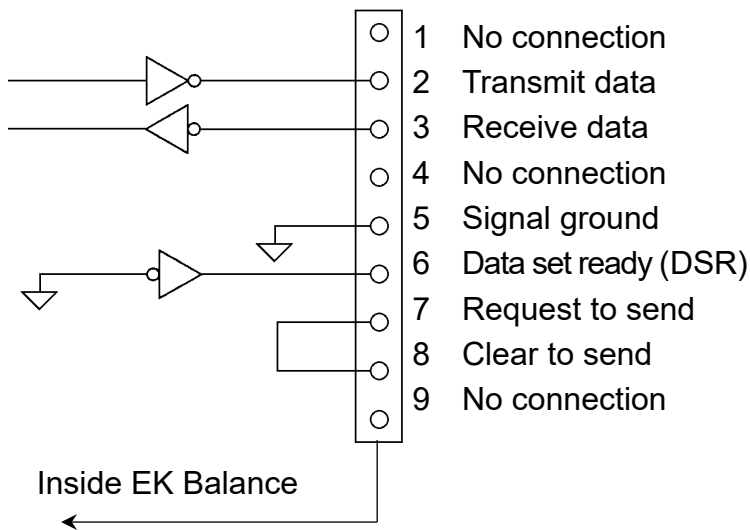 1 No connection
2 Transmit data
3 Receive data
4 No connection
5 Signal ground
6 Data set ready (DSR)
7 Request to send
8 Clear to send
9 No connection
Inside EK Balance